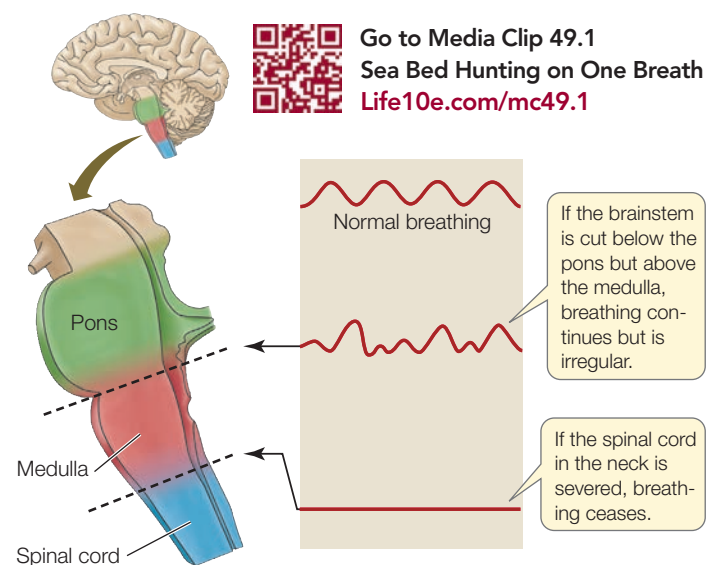 Go to Media Clip 49.1
Sea Bed Hunting on One Breath
Life10e.com/mc49.1
Normal breathing
If the brainstem
is cut below the
pons but above
the medulla,
breathing con-
tinues but is
irregular.
Pons
If the spinal cord
in the neck is
severed, breath-
ing ceases.
Medulla
Spinal cord